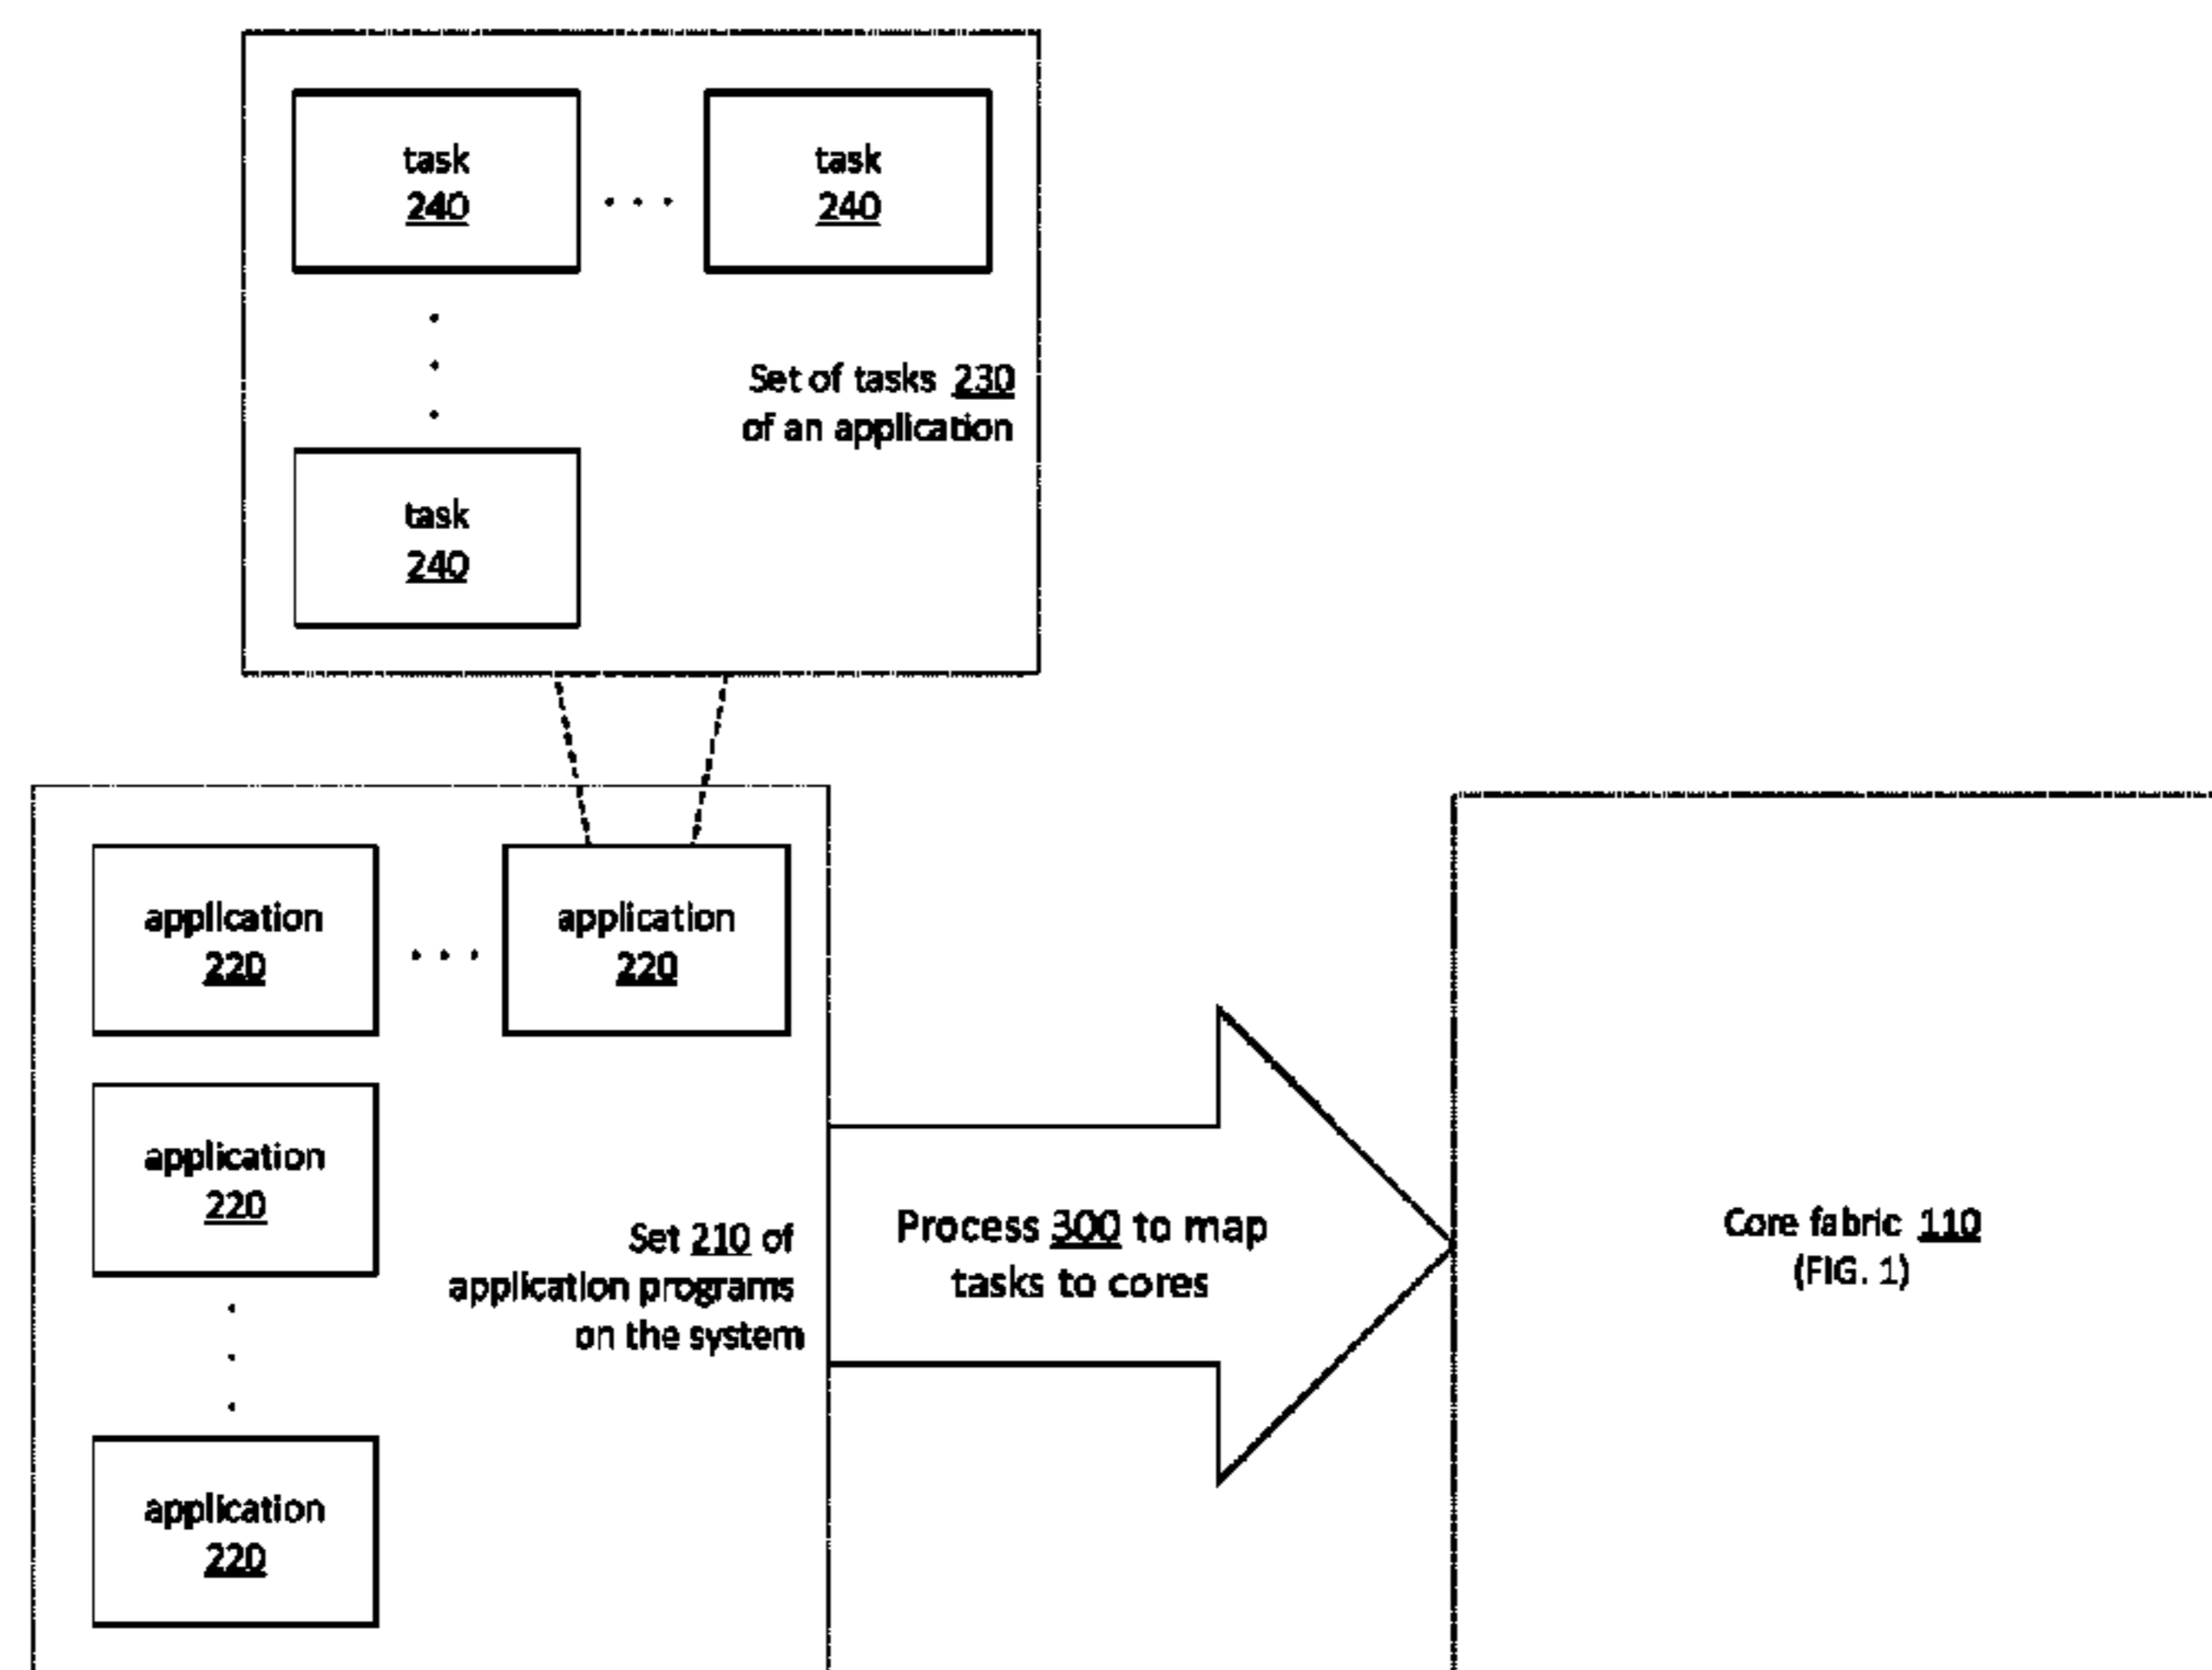 task
240
task
240
Set of tasks 230
of an application
task
240
application
220
application
220
application
220
Set 210 of
application programs
on the system
application
220
Process 300 to map
tasks to cores
Core fabric 110
(FIG. 1)